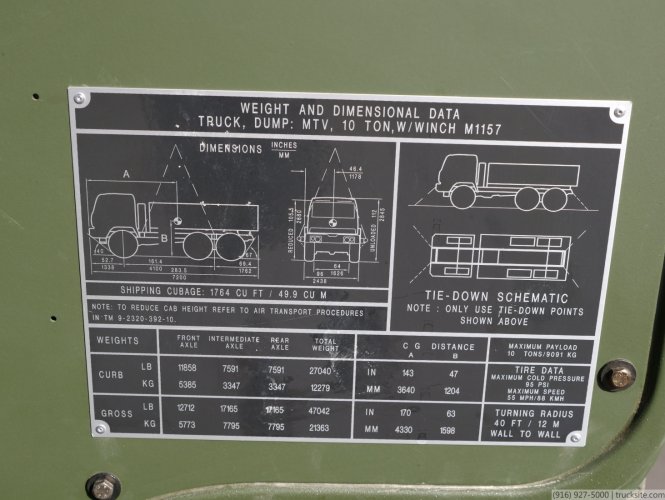 WEIGHT AND DIMENSIONAL DATA
TRUCK, DUMP: MTV, 10 TON, W/WINCH M1157
DIMENSIONS INCHES
MM
A
B
46.4
1178
REDUCED
2680
UNLOADED 112
2845
40
52.7
1338
161.4
4100
283.5
7200
67
69.4
1762
64
1626
96
2438
SHIPPING CUBAGE: 1764 CU FT / 49.9 CU M
NOTE: TO REDUCE CAB HEIGHT REFER TO AIR TRANSPORT PROCEDURES
IN TM 9-2320-392-10.
TIE-DOWN SCHEMATIC
NOTE : ONLY USE TIE-DOWN POINTS
SHOWN ABOVE
WEIGHTS FRONT AXLE INTERMEDIATE AXLE REAR AXLE TOTAL WEIGHT
CURB LB 11858 7591 7591 27040
KG 5385 3347 3347 12279
GROSS LB 12712 17165 17165 47042
KG 5773 7795 7795 21363
C G DISTANCE
A B
IN 143 47
MM 3640 1204
IN 170 63
MM 4330 1598
MAXIMUM PAYLOAD
10 TONS/9091 KG
TIRE DATA
MAXIMUM COLD PRESSURE
95 PSI
MAXIMUM SPEED
55 MPH/88 KMH
TURNING RADIUS
40 FT / 12 M
WALL TO WALL
(916) 927-5000 | trucksite.com